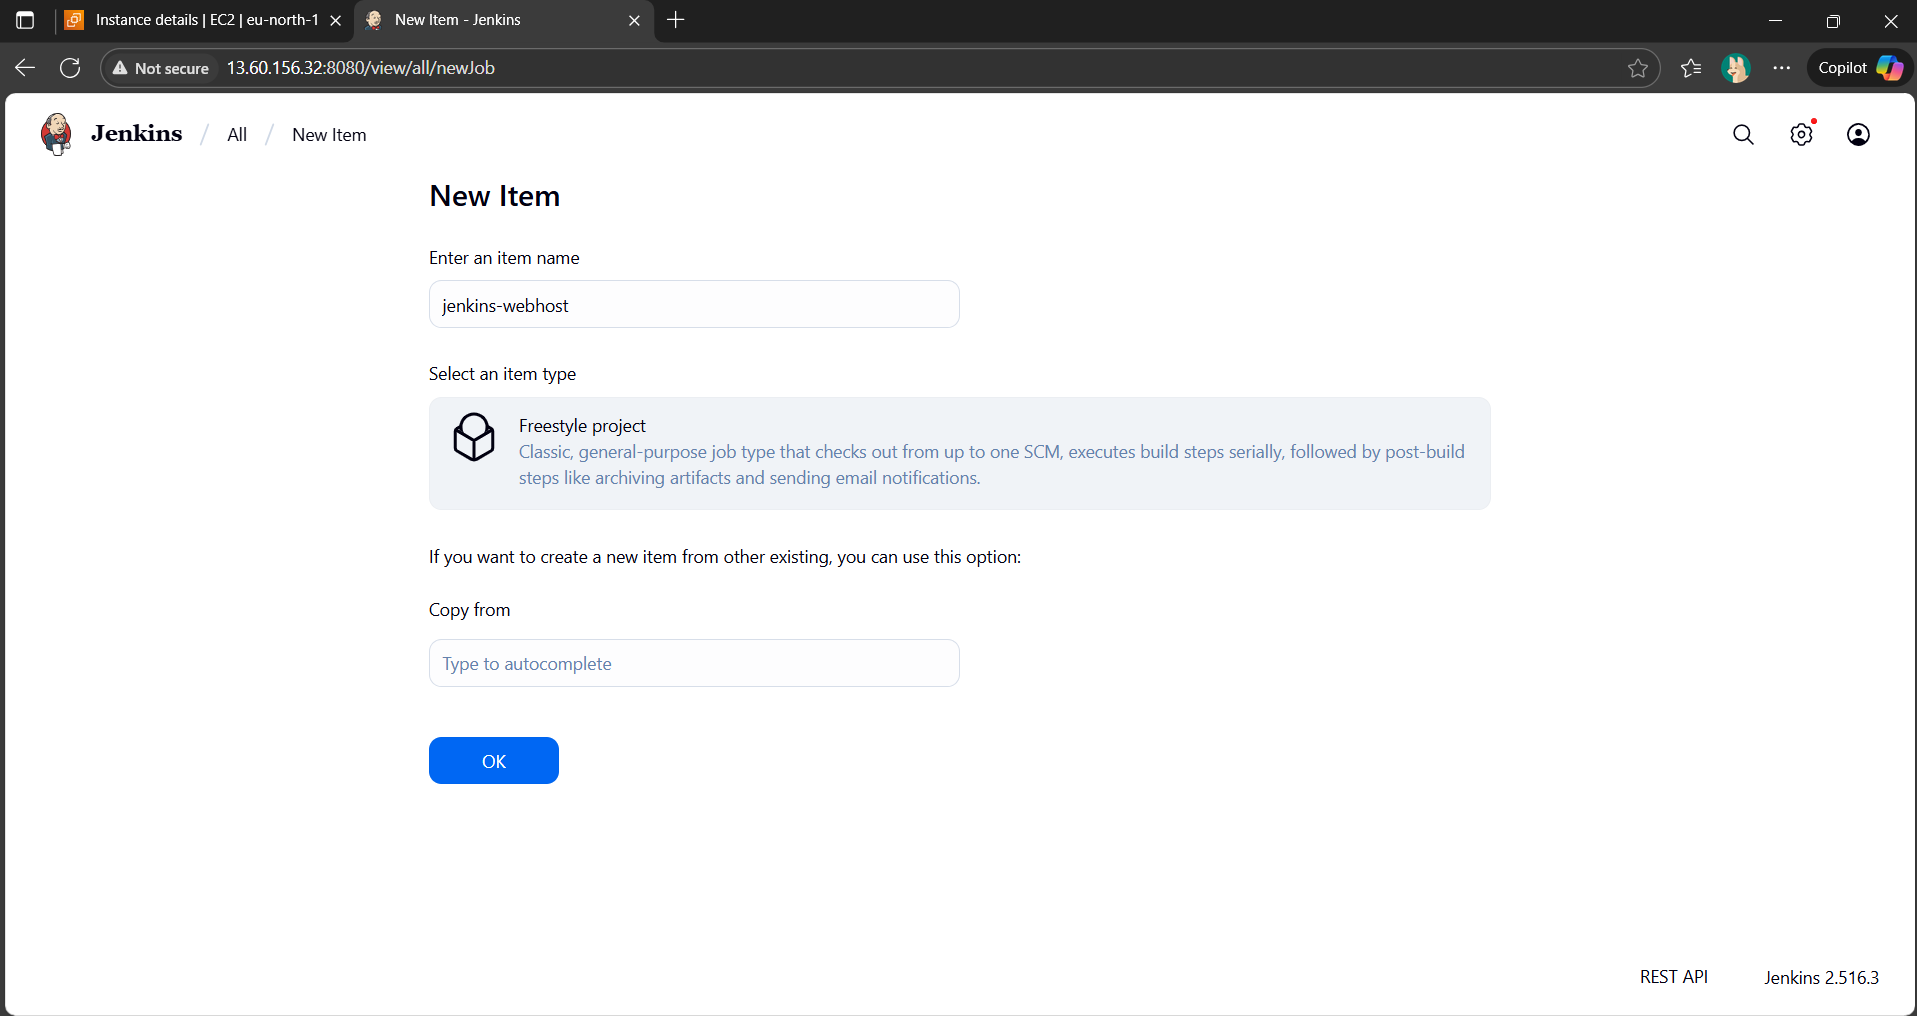 Instance details | EC2 | eu-north-1
New Item - Jenkins
Not secure
13.60.156.32:8080/view/all/newJob
Copilot
Jenkins / All / New Item
New Item
Enter an item name
jenkins-webhost
Select an item type
Freestyle project
Classic, general-purpose job type that checks out from up to one SCM, executes build steps serially, followed by post-build
steps like archiving artifacts and sending email notifications.
If you want to create a new item from other existing, you can use this option:
Copy from
Type to autocomplete
OK
REST API
Jenkins 2.516.3